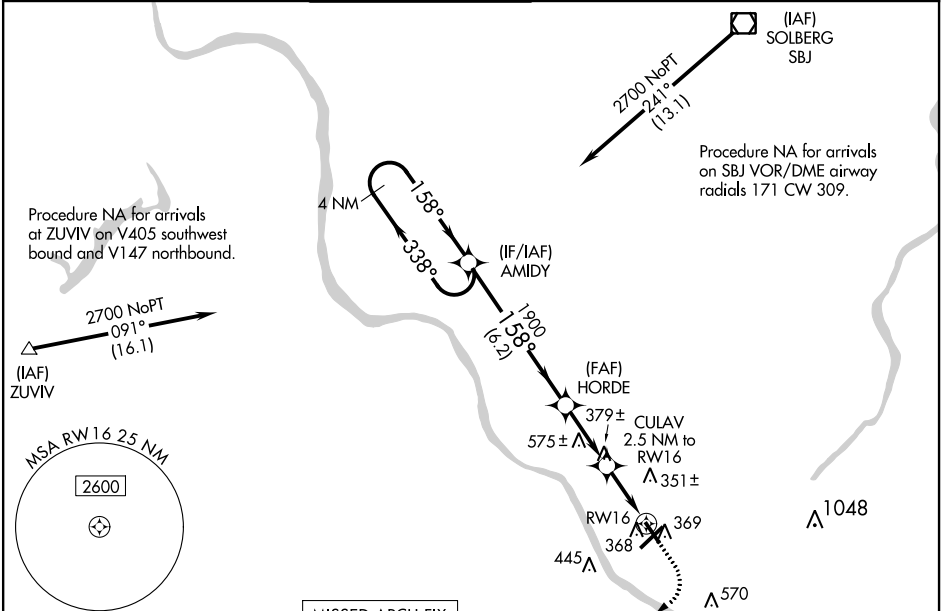 (IAF)
SOLBERG
SBJ
2700 NoPT
241°
(13.1)
Procedure NA for arrivals
on SBJ VOR/DME airway
radials 171 CW 309.
4 NM
158°
338°
(IF/IAF)
AMIDY
Procedure NA for arrivals
at ZUVIV on V405 southwest
bound and V147 northbound.
2700 NoPT
091°
(16.1)
(IAF)
ZUVIV
1900
158°
(6.2)
(FAF)
HORDE
379±
575±
CULAV
2.5 NM to
RW16
351±
MSA RW16 25 NM
2600
RW16
369
368
1048
445
570
MISSED APCH FIX